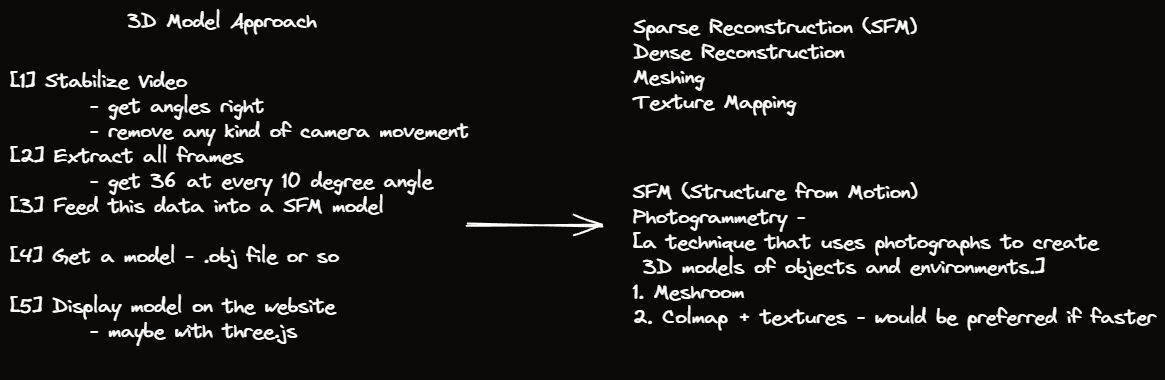 3D Model Approach
[1] Stabilize Video
- get angles right
- remove any kind of camera movement
[2] Extract all frames
- get 36 at every 10 degree angle
[3] Feed this data into a SFM model
[4] Get a model - .obj file or so
[5] Display model on the website
- maybe with three.js
Sparse Reconstruction (SFM)
Dense Reconstruction
Meshing
Texture Mapping
SFM (Structure from Motion)
Photogrammetry -
[a technique that uses photographs to create
3D models of objects and environments.]
1. Meshroom
2. Colmap + textures - would be preferred if faster